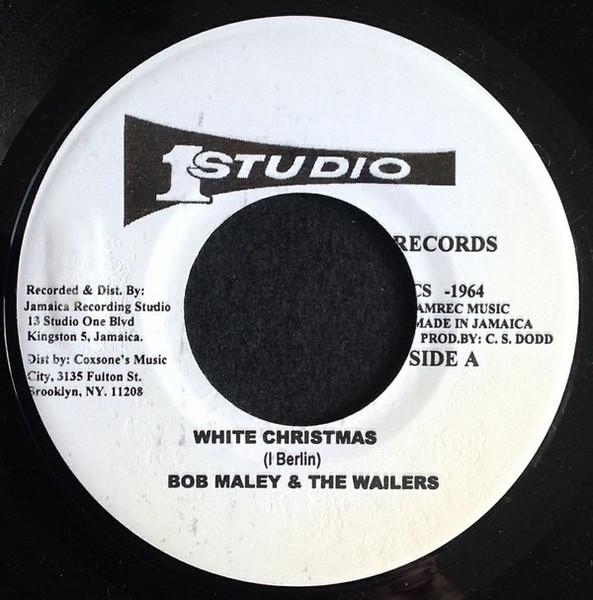 1 STUDIO
RECORDS
Recorded & Dist. By:
Jamaica Recording Studio
13 Studio One Blvd
Kingston 5, Jamaica.
Dist by: Coxsone's Music
City, 3135 Fulton St.
Brooklyn, NY. 11208
CS -1964
AMREC MUSIC
MADE IN JAMAICA
PROD.BY: C. S. DODD
SIDE A
WHITE CHRISTMAS
(I Berlin)
BOB MALEY & THE WAILERS